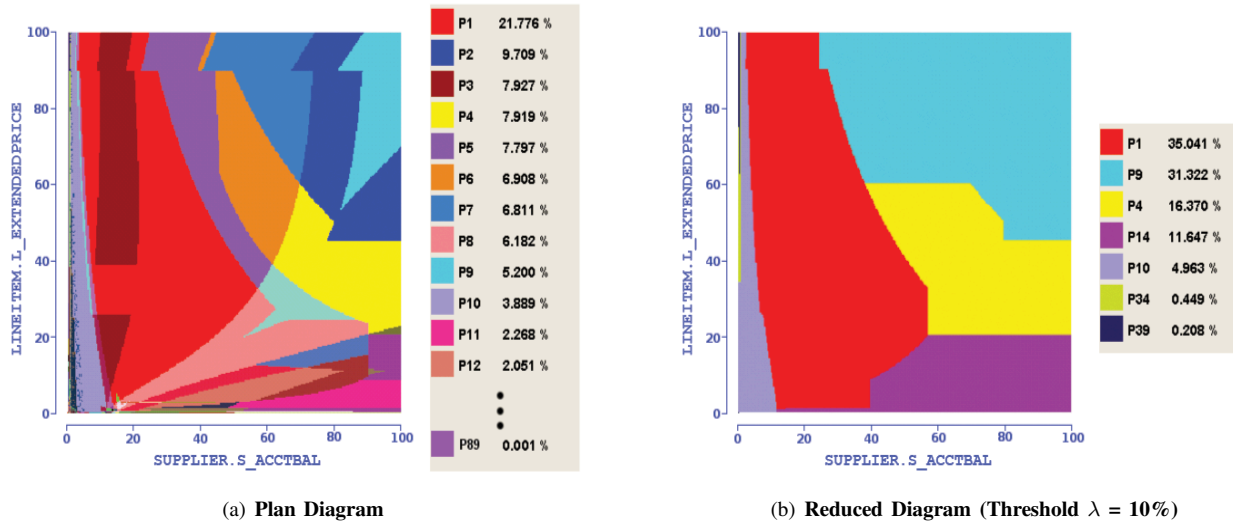 100
80
60
40
20
0
LINEITEM.L_EXTENDEDPRICE
0 20 40 60 80 100
SUPPLIER.S_ACCTBAL
P1 21.776 %
P2 9.709 %
P3 7.927 %
P4 7.919 %
P5 7.797 %
P6 6.908 %
P7 6.811 %
P8 6.182 %
P9 5.200 %
P10 3.889 %
P11 2.268 %
P12 2.051 %
P89 0.001 %
(a) Plan Diagram
100
80
60
40
20
0
LINEITEM.L_EXTENDEDPRICE
0 20 40 60 80 100
SUPPLIER.S_ACCTBAL
P1 35.041 %
P9 31.322 %
P4 16.370 %
P14 11.647 %
P10 4.963 %
P34 0.449 %
P39 0.208 %
(b) Reduced Diagram (Threshold λ = 10%)